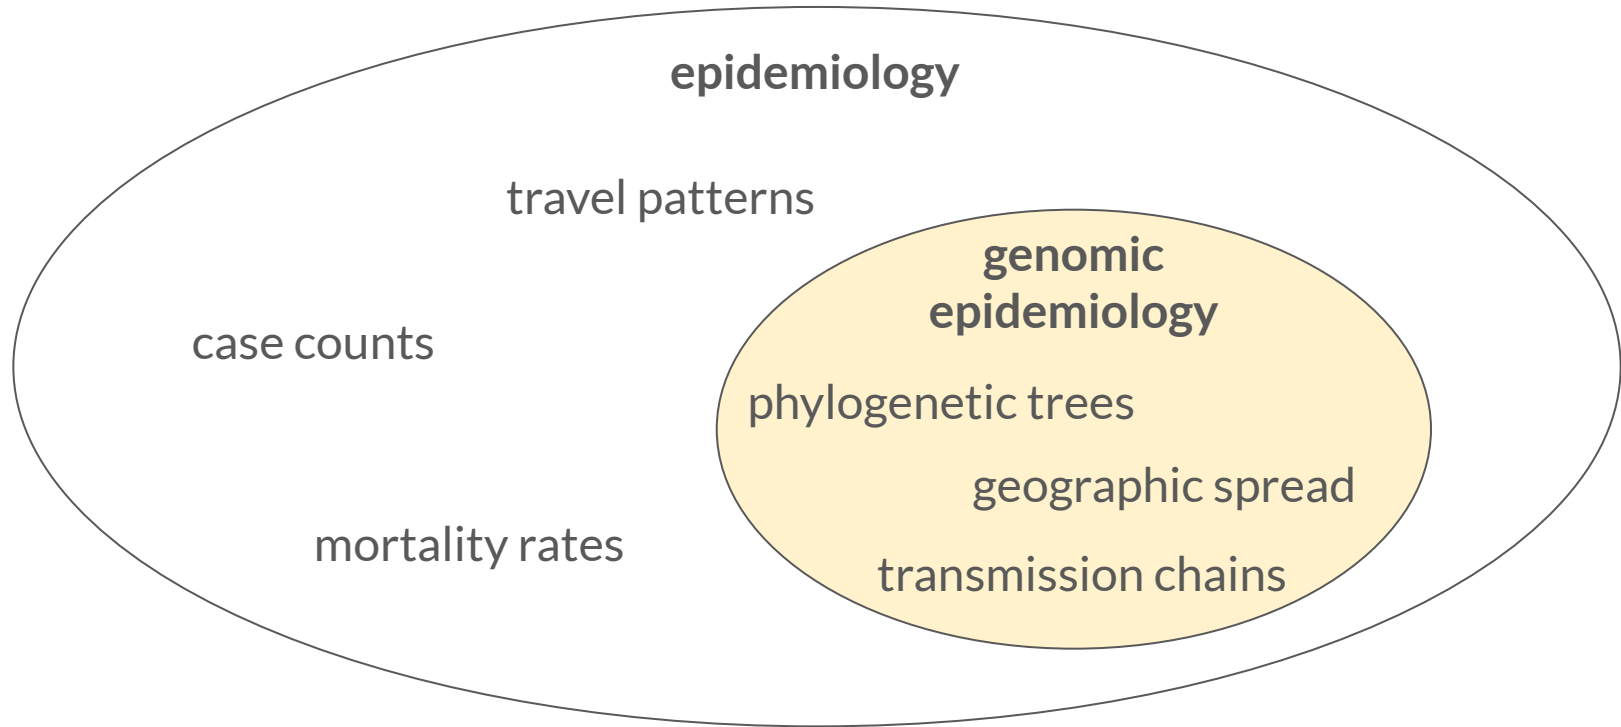 epidemiology
travel patterns
genomic
epidemiology
case counts
phylogenetic trees
geographic spread
mortality rates
transmission chains